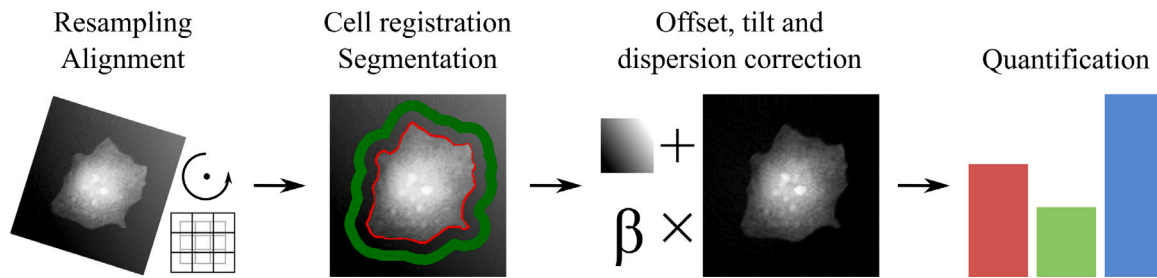 Resampling
Alignment
Cell registration
Segmentation
Offset, tilt and
dispersion correction
Quantification
+
β ×